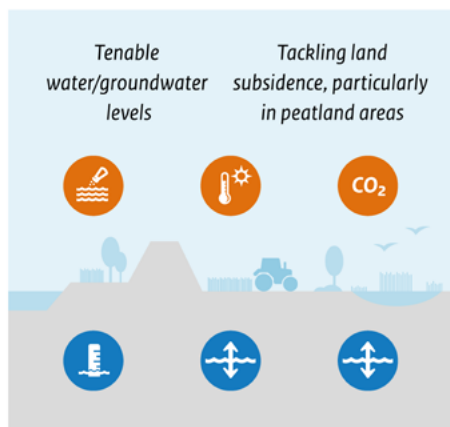 Tenable
water/groundwater
levels
Tackling land
subsidence, particularly
in peatland areas
CO₂